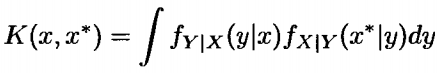 K(x, x*) = ∫ f_{Y|X}(y|x) f_{X|Y}(x*|y) dy